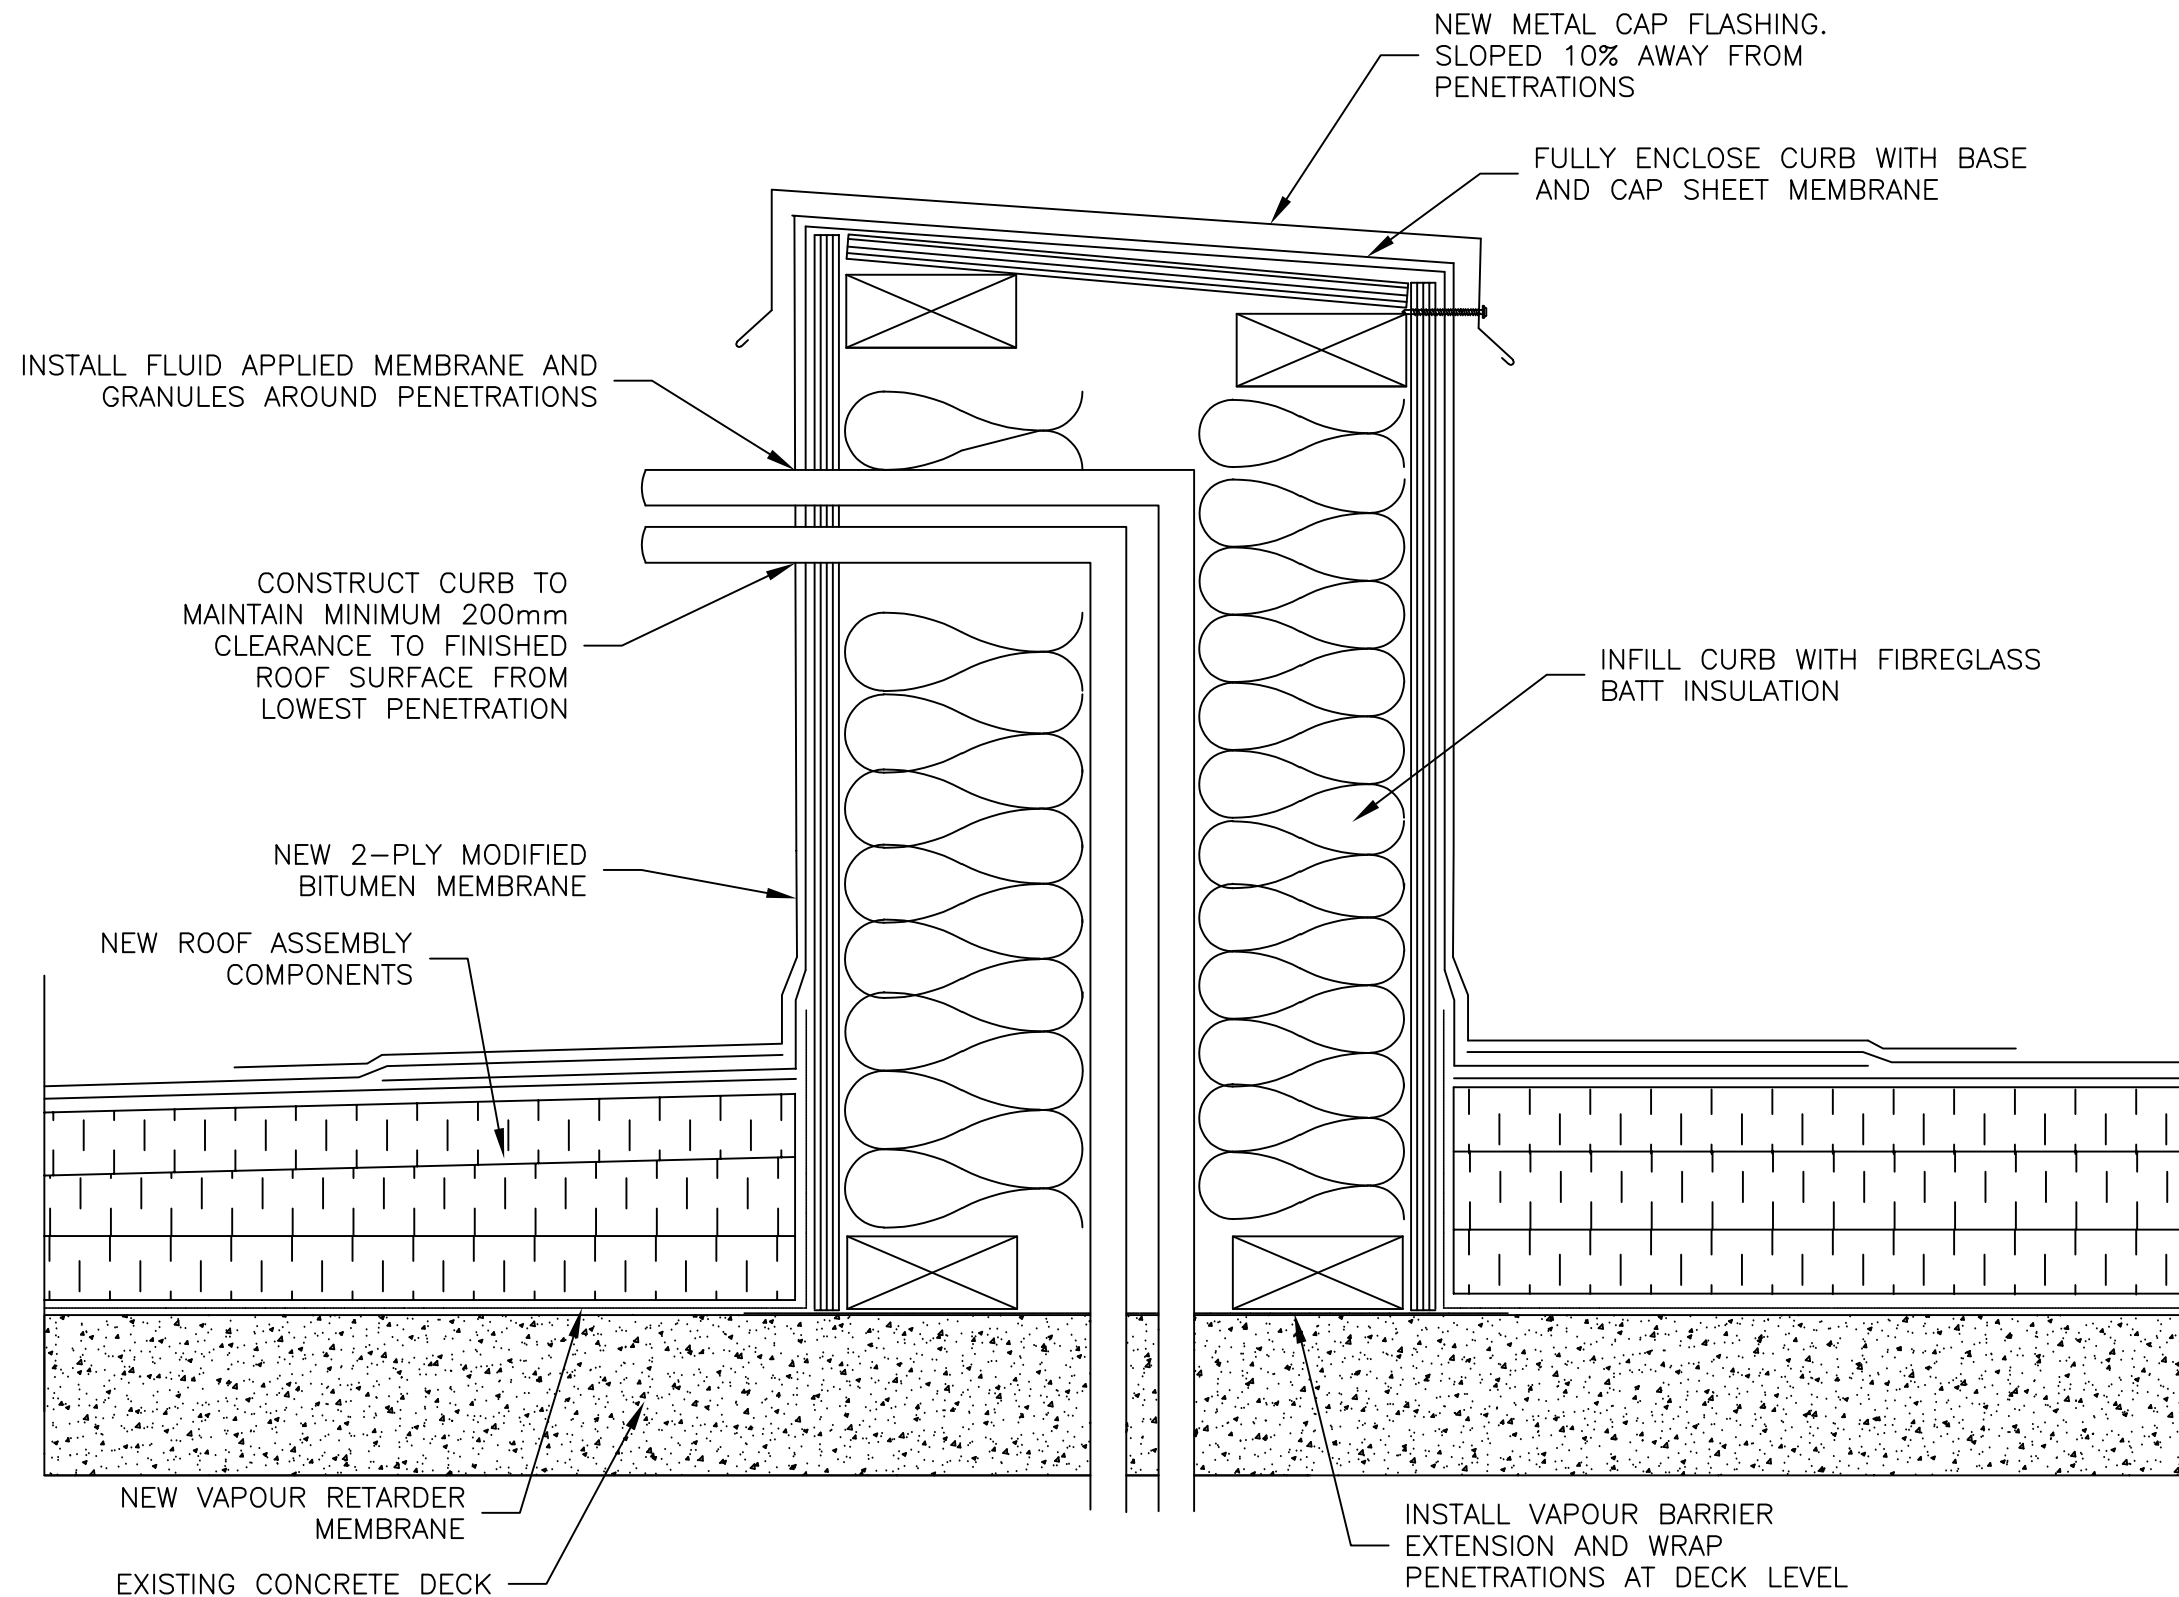 NEW METAL CAP FLASHING.
SLOPED 10% AWAY FROM
PENETRATIONS
FULLY ENCLOSE CURB WITH BASE
AND CAP SHEET MEMBRANE
INSTALL FLUID APPLIED MEMBRANE AND
GRANULES AROUND PENETRATIONS
CONSTRUCT CURB TO
MAINTAIN MINIMUM 200mm
CLEARANCE TO FINISHED
ROOF SURFACE FROM
LOWEST PENETRATION
INFILL CURB WITH FIBREGLASS
BATT INSULATION
NEW 2-PLY MODIFIED
BITUMEN MEMBRANE
NEW ROOF ASSEMBLY
COMPONENTS
NEW VAPOUR RETARDER
MEMBRANE
EXISTING CONCRETE DECK
INSTALL VAPOUR BARRIER
EXTENSION AND WRAP
PENETRATIONS AT DECK LEVEL